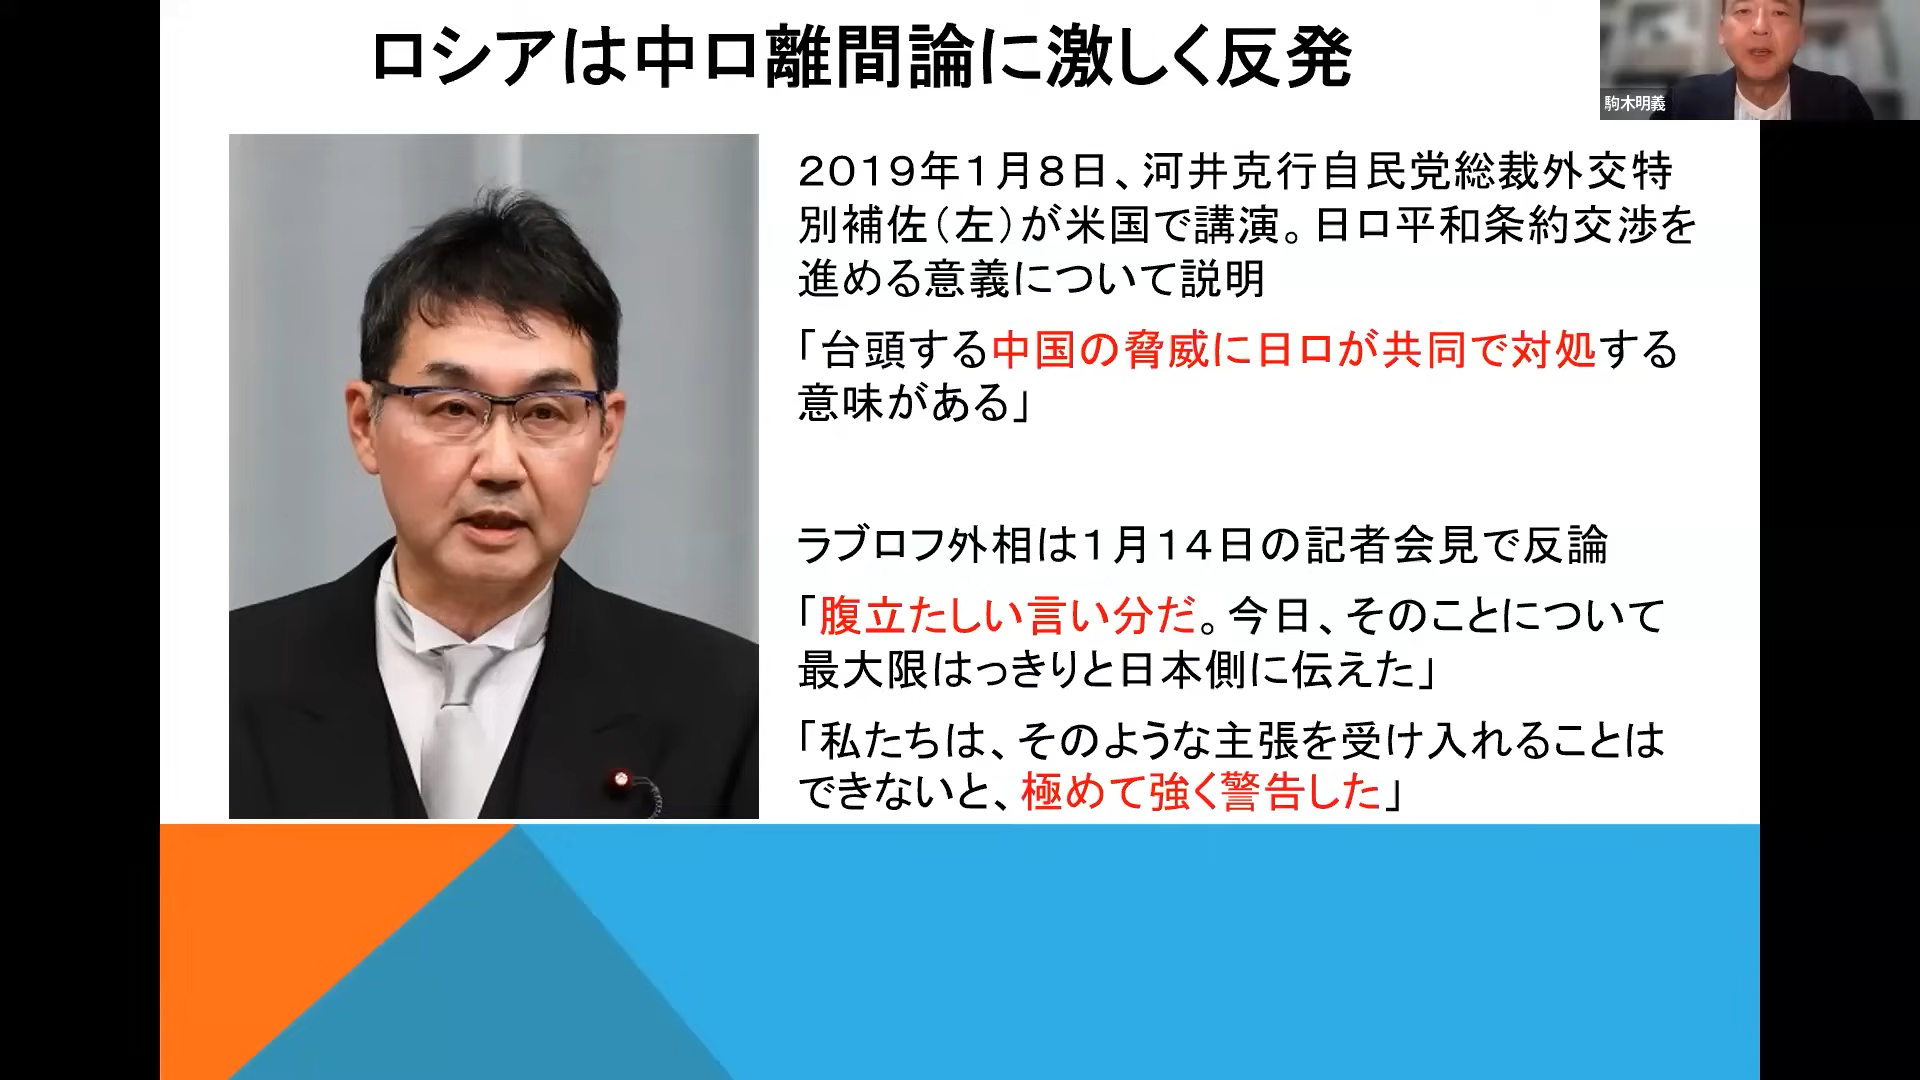 ロシアは中ロ離間論に激しく反発
駒木明義
２０１９年１月８日、河井克行自民党総裁外交特
別補佐（左）が米国で講演。日ロ平和条約交渉を
進める意義について説明
「台頭する中国の脅威に日ロが共同で対処する
意味がある」
ラブロフ外相は１月１４日の記者会見で反論
「腹立たしい言い分だ。今日、そのことについて
最大限はっきりと日本側に伝えた」
「私たちは、そのような主張を受け入れることは
できないと、極めて強く警告した」